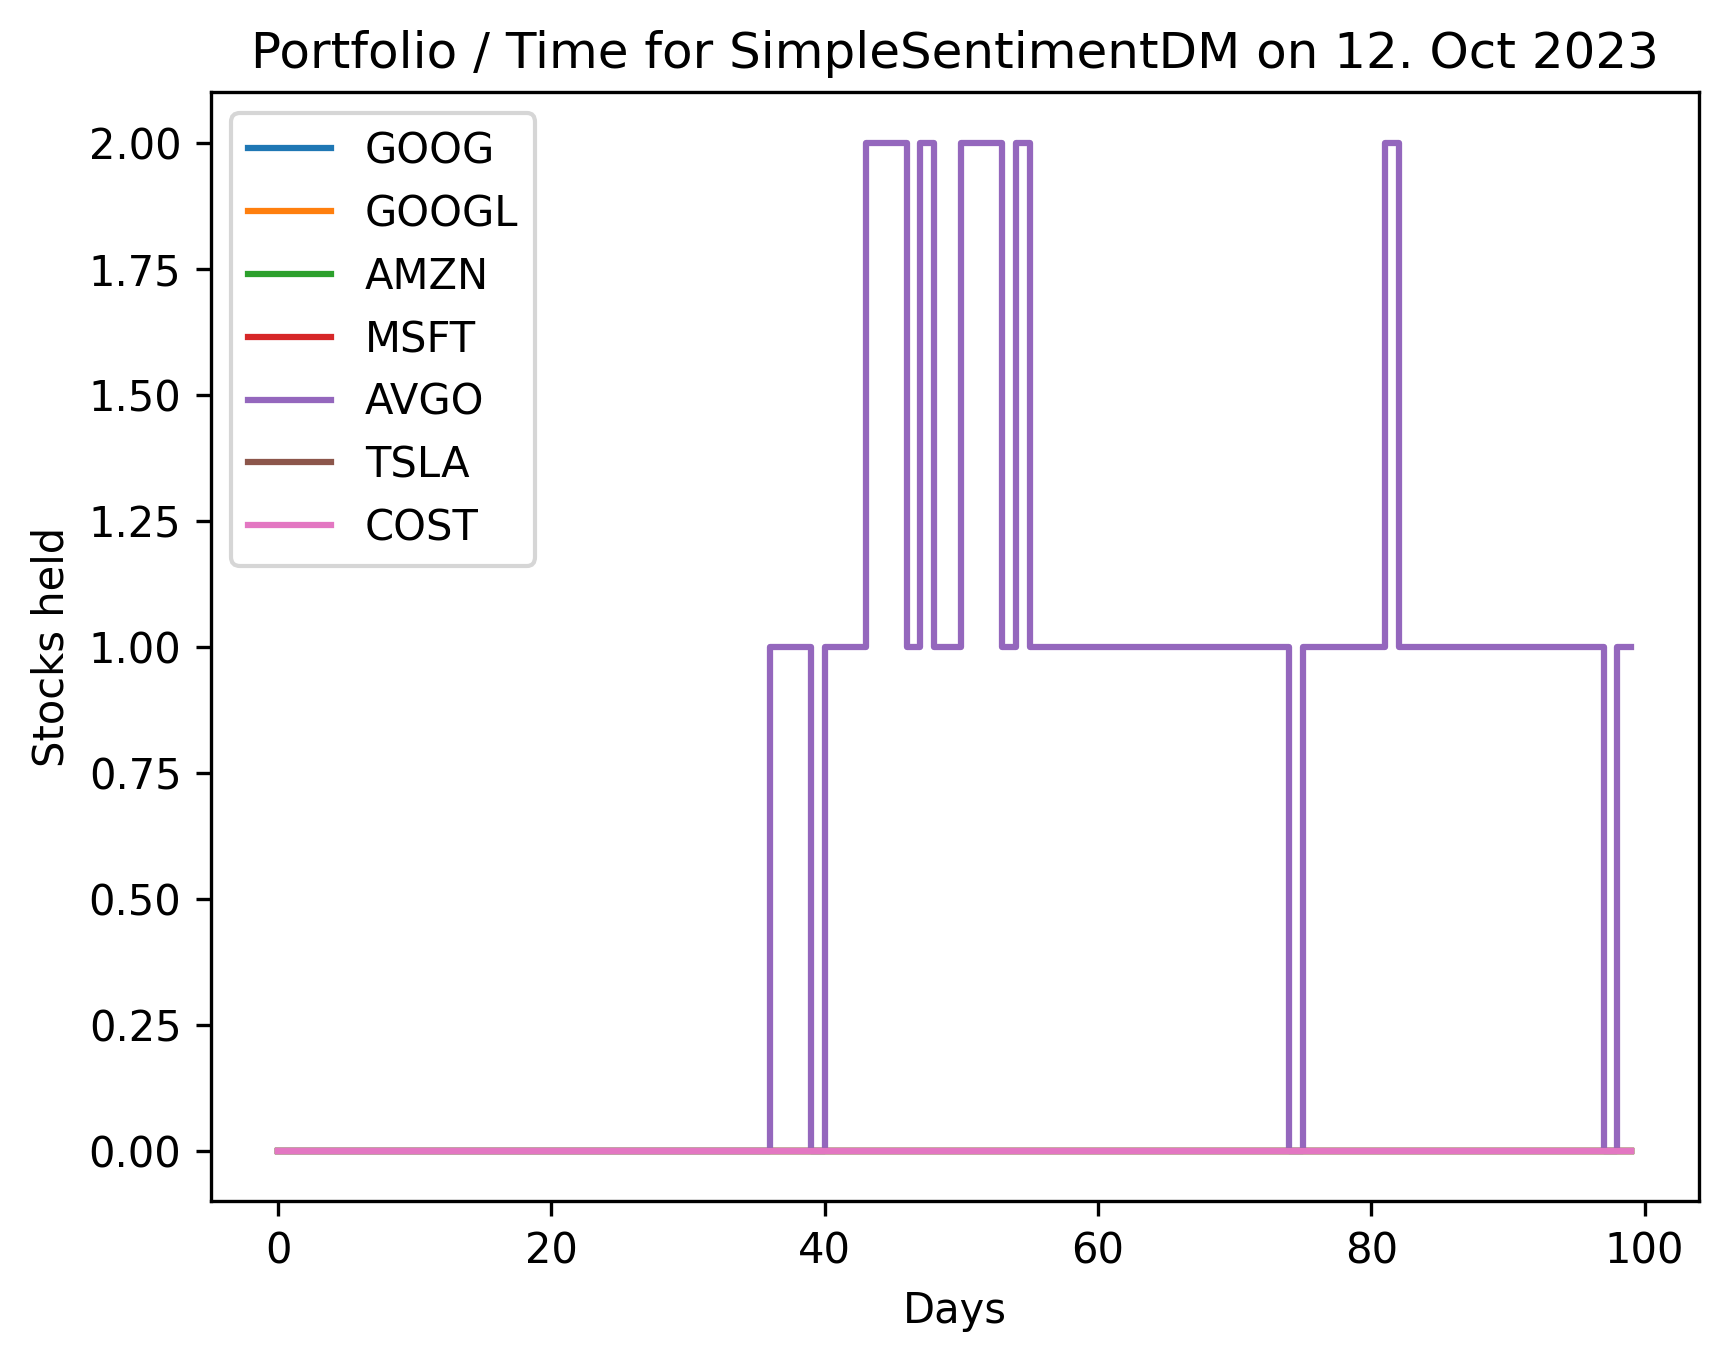 Portfolio / Time for SimpleSentimentDM on 12. Oct 2023
GOOG
GOOGL
AMZN
MSFT
AVGO
TSLA
COST
2.00
1.75
1.50
1.25
1.00
0.75
0.50
0.25
0.00
Stocks held
0 20 40 60 80 100
Days